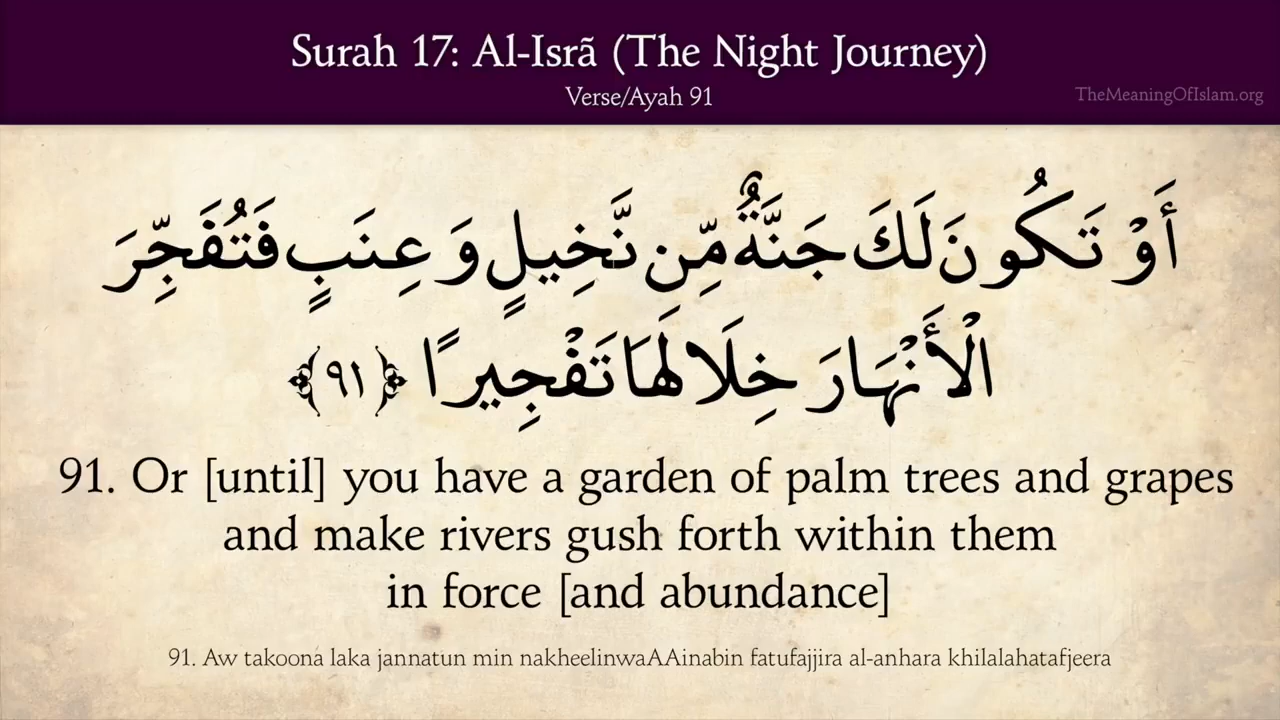 Surah 17: Al-Isrã (The Night Journey)
Verse/Ayah 91
TheMeaningOfIslam.org
أَوْ تَكُونَ لَكَ جَنَّةٌ مِّن نَّخِيلٍ وَعِنَبٍ فَتُفَجِّرَ
الْأَنْهَارَ خِلَالَهَا تَفْجِيرًا ﴿٩١﴾
91. Or [until] you have a garden of palm trees and grapes
and make rivers gush forth within them
in force [and abundance]
91. Aw takoona laka jannatun min nakheelinwaAAinabin fatufajjira al-anhara khilalahatafjeera